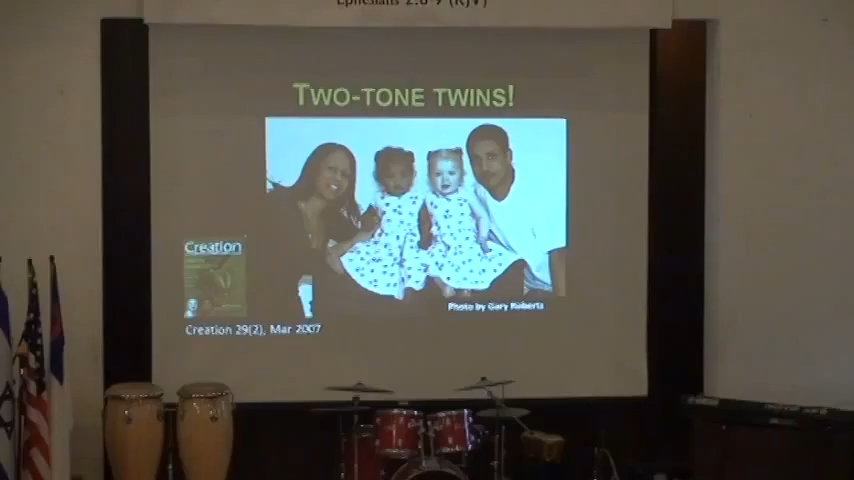 Ephesians 2:8-9 (KJV)
TWO-TONE TWINS!
Creation
Photo by Gary Roberts
Creation 29(2), Mar 2007